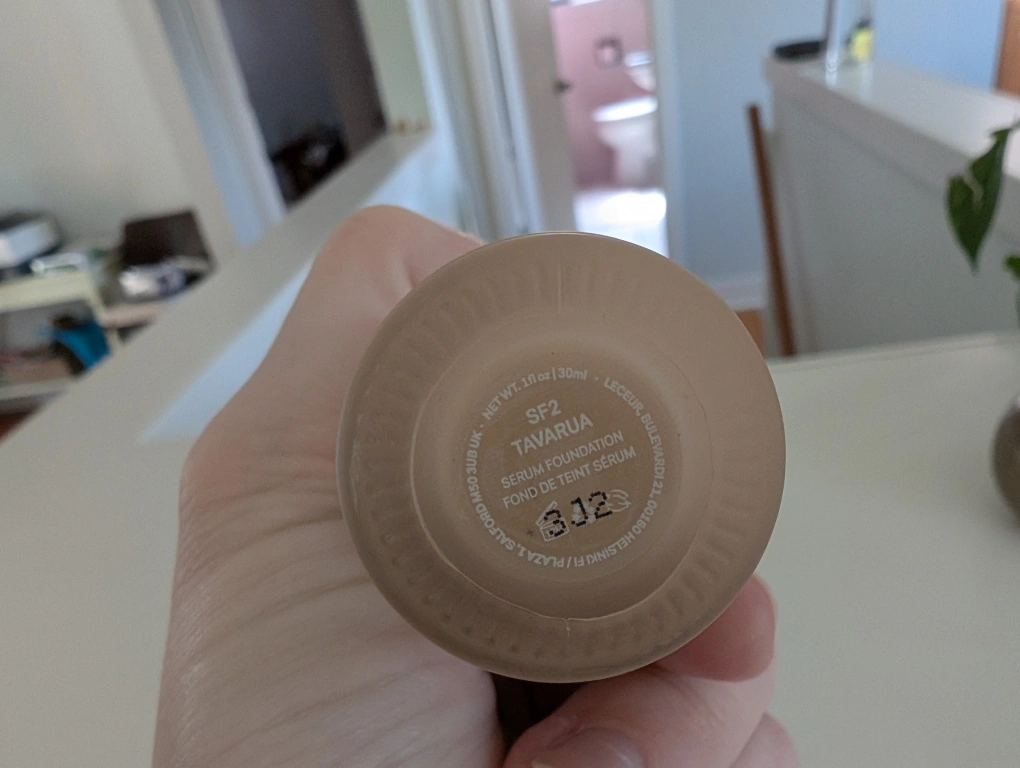 NET WT. 1fl oz | 30ml · LECEUR, BULEVARDI 21, 00180 HELSINKI FI / PLAZA 1, SALFORD M50 3UB UK ·
SF2
TAVARUA
SERUM FOUNDATION
FOND DE TEINT SÉRUM
3J2